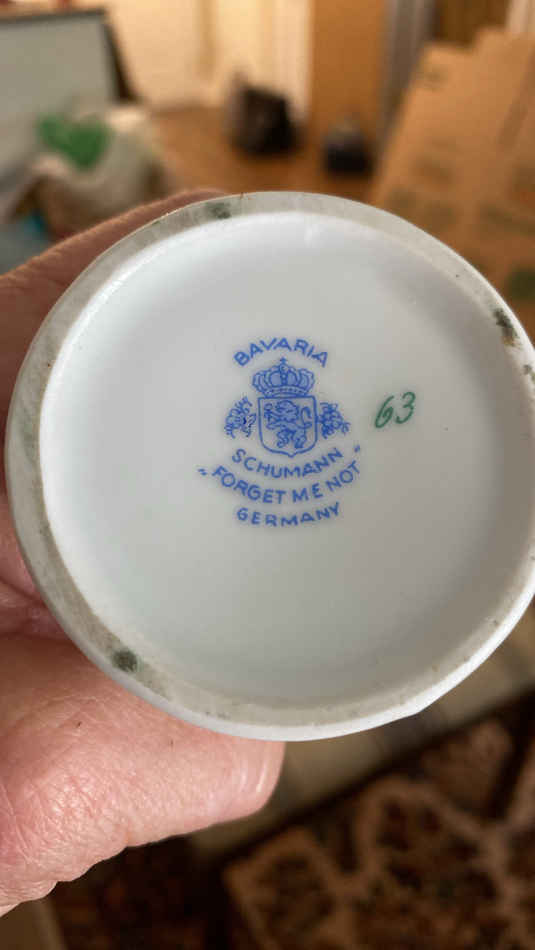 BAVARIA
SCHUMANN
„FORGET ME NOT”
GERMANY
63